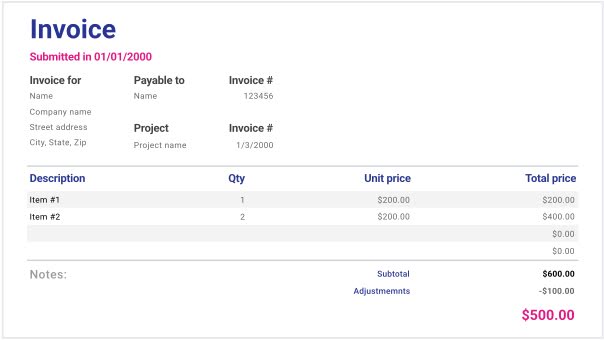 Invoice
Submitted in 01/01/2000
Invoice for Payable to Invoice #
Name Name 123456
Company name
Street address Project Invoice #
City, State, Zip Project name 1/3/2000
Description Qty Unit price Total price
Item #1 1 $200.00 $200.00
Item #2 2 $200.00 $400.00
$0.00
$0.00
Notes: Subtotal $600.00
Adjustmemnts -$100.00
$500.00